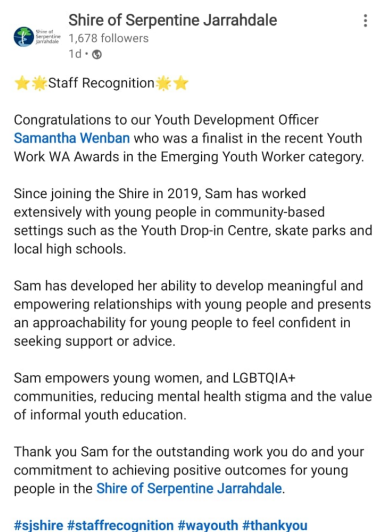 Shire of Serpentine Jarrahdale
1,678 followers
1d •
Shire of
Serpentine
Jarrahdale
⭐🌟Staff Recognition🌟⭐
Congratulations to our Youth Development Officer
Samantha Wenban who was a finalist in the recent Youth
Work WA Awards in the Emerging Youth Worker category.
Since joining the Shire in 2019, Sam has worked
extensively with young people in community-based
settings such as the Youth Drop-in Centre, skate parks and
local high schools.
Sam has developed her ability to develop meaningful and
empowering relationships with young people and presents
an approachability for young people to feel confident in
seeking support or advice.
Sam empowers young women, and LGBTQIA+
communities, reducing mental health stigma and the value
of informal youth education.
Thank you Sam for the outstanding work you do and your
commitment to achieving positive outcomes for young
people in the Shire of Serpentine Jarrahdale.
#sjshire #staffrecognition #wayouth #thankyou